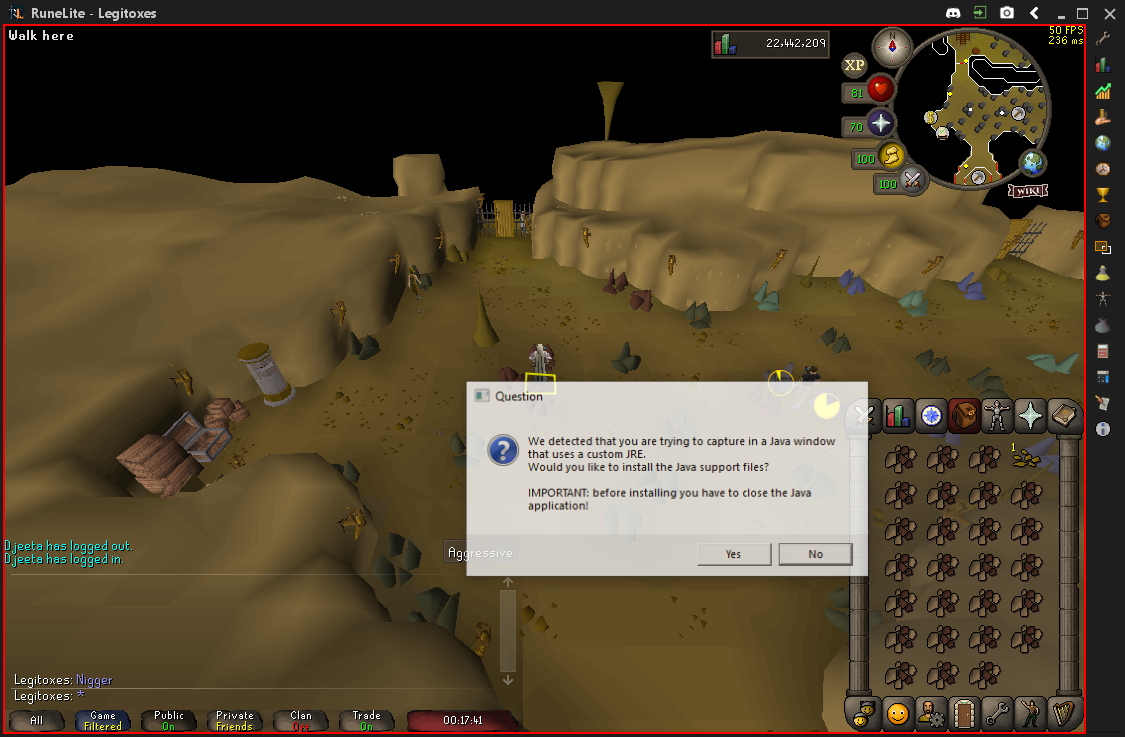 RuneLite - Legitoxes
Walk here
50 FPS
236 ms
22,442,209
N
XP
81
70
100
100
WIKI
Question
We detected that you are trying to capture in a Java window
that uses a custom JRE.
Would you like to install the Java support files?
IMPORTANT: before installing you have to close the Java
application!
Yes
No
1
Aggressive
Djeeta has logged out.
Djeeta has logged in.
Legitoxes: Nigger
Legitoxes: *
All
Game
Filtered
Public
On
Private
Friends
Clan
Off
Trade
On
00:17:41